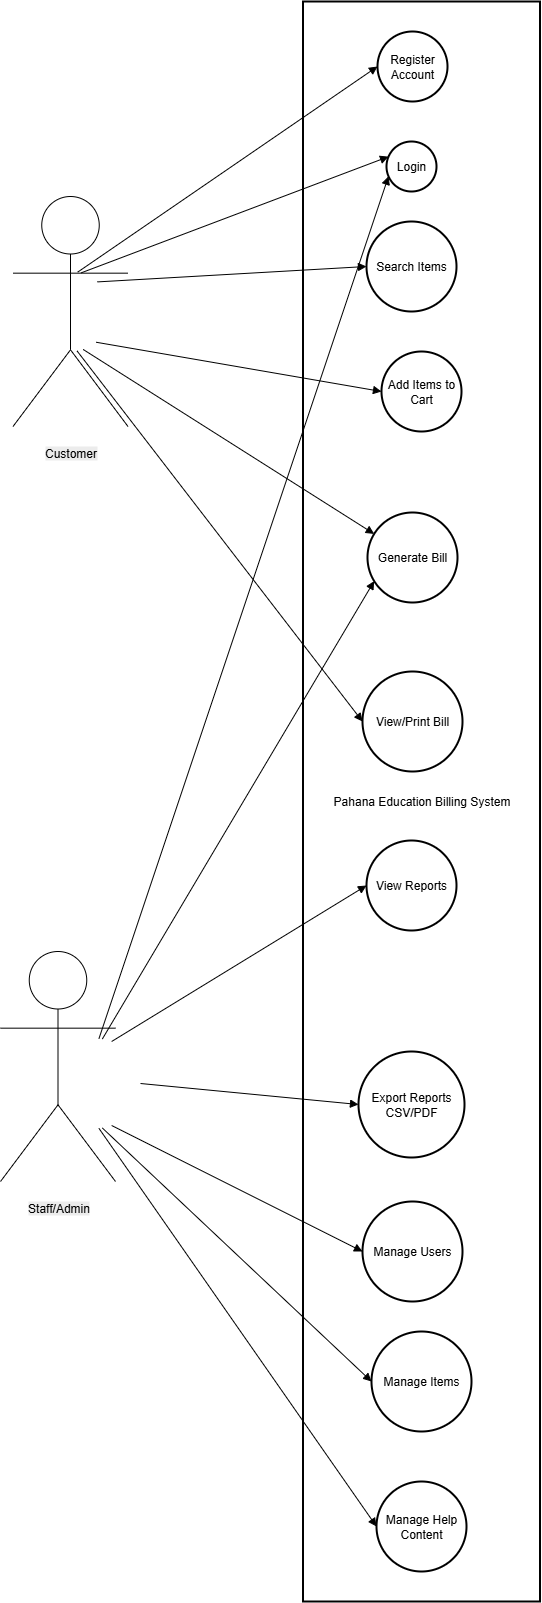 Register
Account
Login
Search Items
Add Items to
Cart
Customer
Generate Bill
View/Print Bill
Pahana Education Billing System
View Reports
Export Reports
CSV/PDF
Staff/Admin
Manage Users
Manage Items
Manage Help
Content